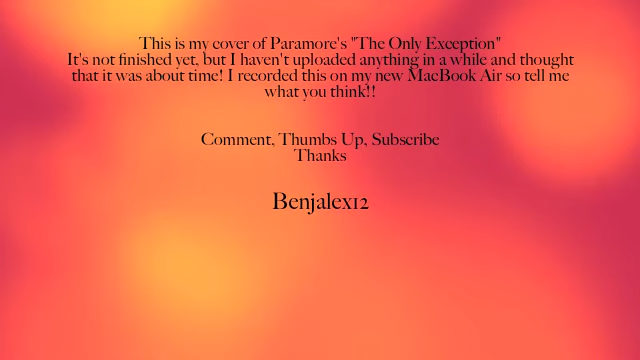 This is my cover of Paramore's "The Only Exception"
It's not finished yet, but I haven't uploaded anything in a while and thought
that it was about time! I recorded this on my new MacBook Air so tell me
what you think!!
Comment, Thumbs Up, Subscribe
Thanks
Benjalex12